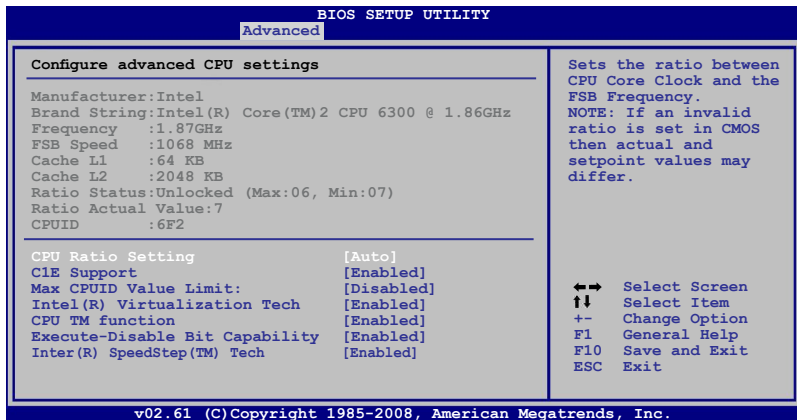 BIOS SETUP UTILITY
Advanced
Configure advanced CPU settings
Manufacturer:Intel
Brand String:Intel(R) Core(TM)2 CPU 6300 @ 1.86GHz
Frequency :1.87GHz
FSB Speed :1068 MHz
Cache L1 :64 KB
Cache L2 :2048 KB
Ratio Status:Unlocked (Max:06, Min:07)
Ratio Actual Value:7
CPUID :6F2
CPU Ratio Setting [Auto]
C1E Support [Enabled]
Max CPUID Value Limit: [Disabled]
Intel(R) Virtualization Tech [Enabled]
CPU TM function [Enabled]
Execute-Disable Bit Capability [Enabled]
Inter(R) SpeedStep(TM) Tech [Enabled]
Sets the ratio between
CPU Core Clock and the
FSB Frequency.
NOTE: If an invalid
ratio is set in CMOS
then actual and
setpoint values may
differ.
←→ Select Screen
↑↓ Select Item
+- Change Option
F1 General Help
F10 Save and Exit
ESC Exit
v02.61 (C)Copyright 1985-2008, American Megatrends, Inc.